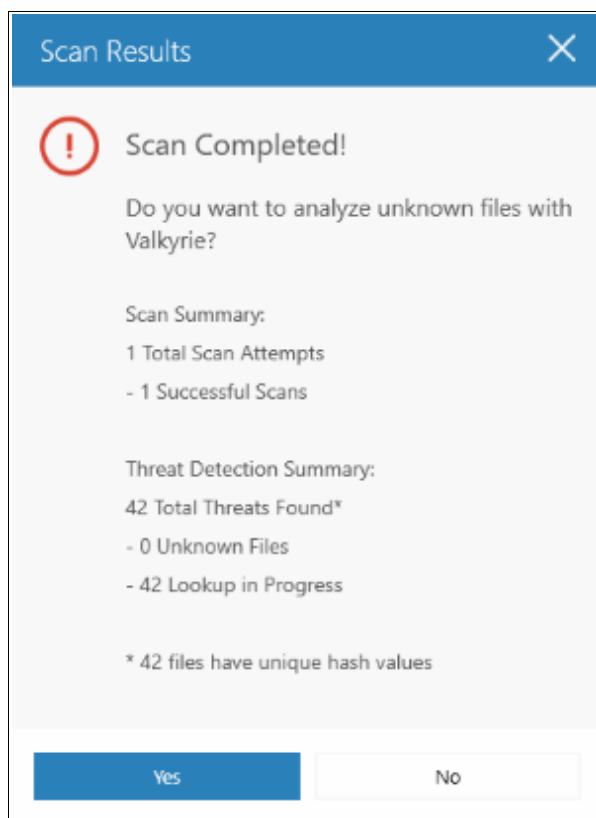 Scan Results
Scan Completed!
Do you want to analyze unknown files with
Valkyrie?
Scan Summary:
1 Total Scan Attempts
- 1 Successful Scans
Threat Detection Summary:
42 Total Threats Found*
- 0 Unknown Files
- 42 Lookup in Progress
* 42 files have unique hash values
Yes
No